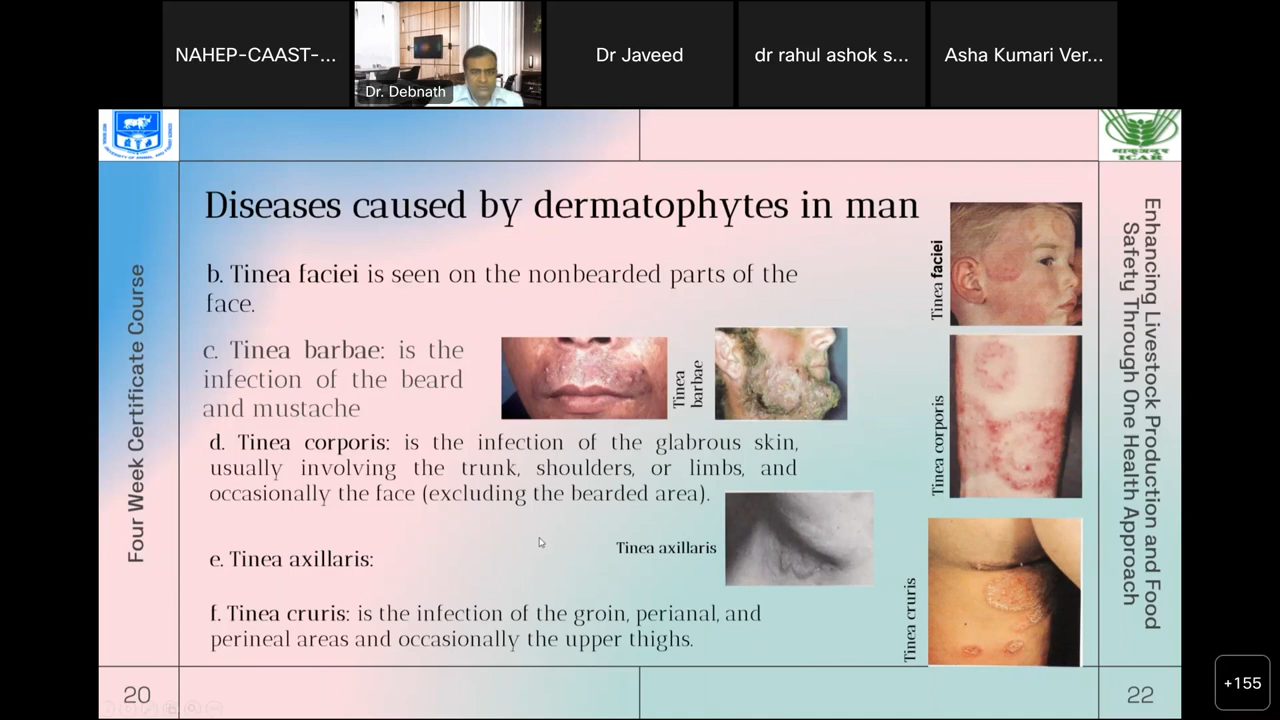 NAHEP-CAAST-...
Dr. Debnath
Dr Javeed
dr rahul ashok s...
Asha Kumari Ver...
ICAR
Four Week Certificate Course
Diseases caused by dermatophytes in man
b. Tinea faciei is seen on the nonbearded parts of the
face.
Tinea faciei
c. Tinea barbae: is the
infection of the beard
and mustache
Tinea
barbae
d. Tinea corporis: is the infection of the glabrous skin,
usually involving the trunk, shoulders, or limbs, and
occasionally the face (excluding the bearded area).
Tinea corporis
e. Tinea axillaris:
Tinea axillaris
f. Tinea cruris: is the infection of the groin, perianal, and
perineal areas and occasionally the upper thighs.
Tinea cruris
Enhancing Livestock Production and Food
Safety Through One Health Approach
20
22
+155